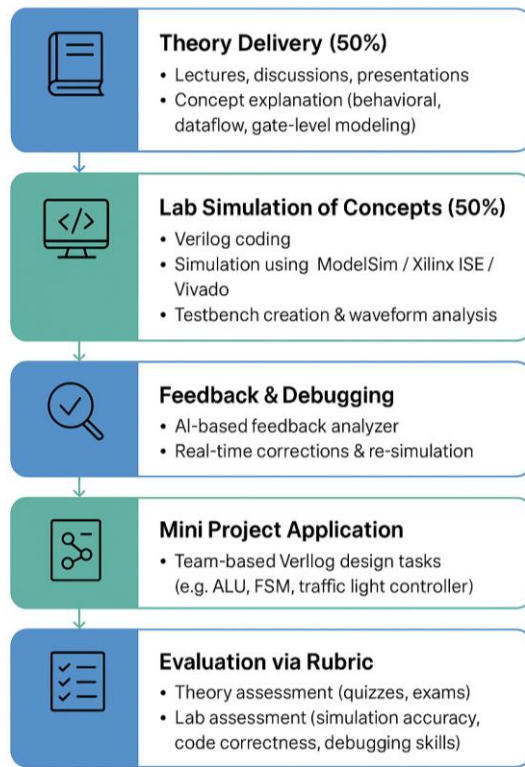 Theory Delivery (50%)
• Lectures, discussions, presentations
• Concept explanation (behavioral,
dataflow, gate-level modeling)
</>
Lab Simulation of Concepts (50%)
• Verilog coding
• Simulation using ModelSim / Xilinx ISE /
Vivado
• Testbench creation & waveform analysis
Feedback & Debugging
• AI-based feedback analyzer
• Real-time corrections & re-simulation
Mini Project Application
• Team-based Verllog design tasks
(e.g. ALU, FSM, traffic light controller)
Evaluation via Rubric
• Theory assessment (quizzes, exams)
• Lab assessment (simulation accuracy,
code correctness, debugging skills)